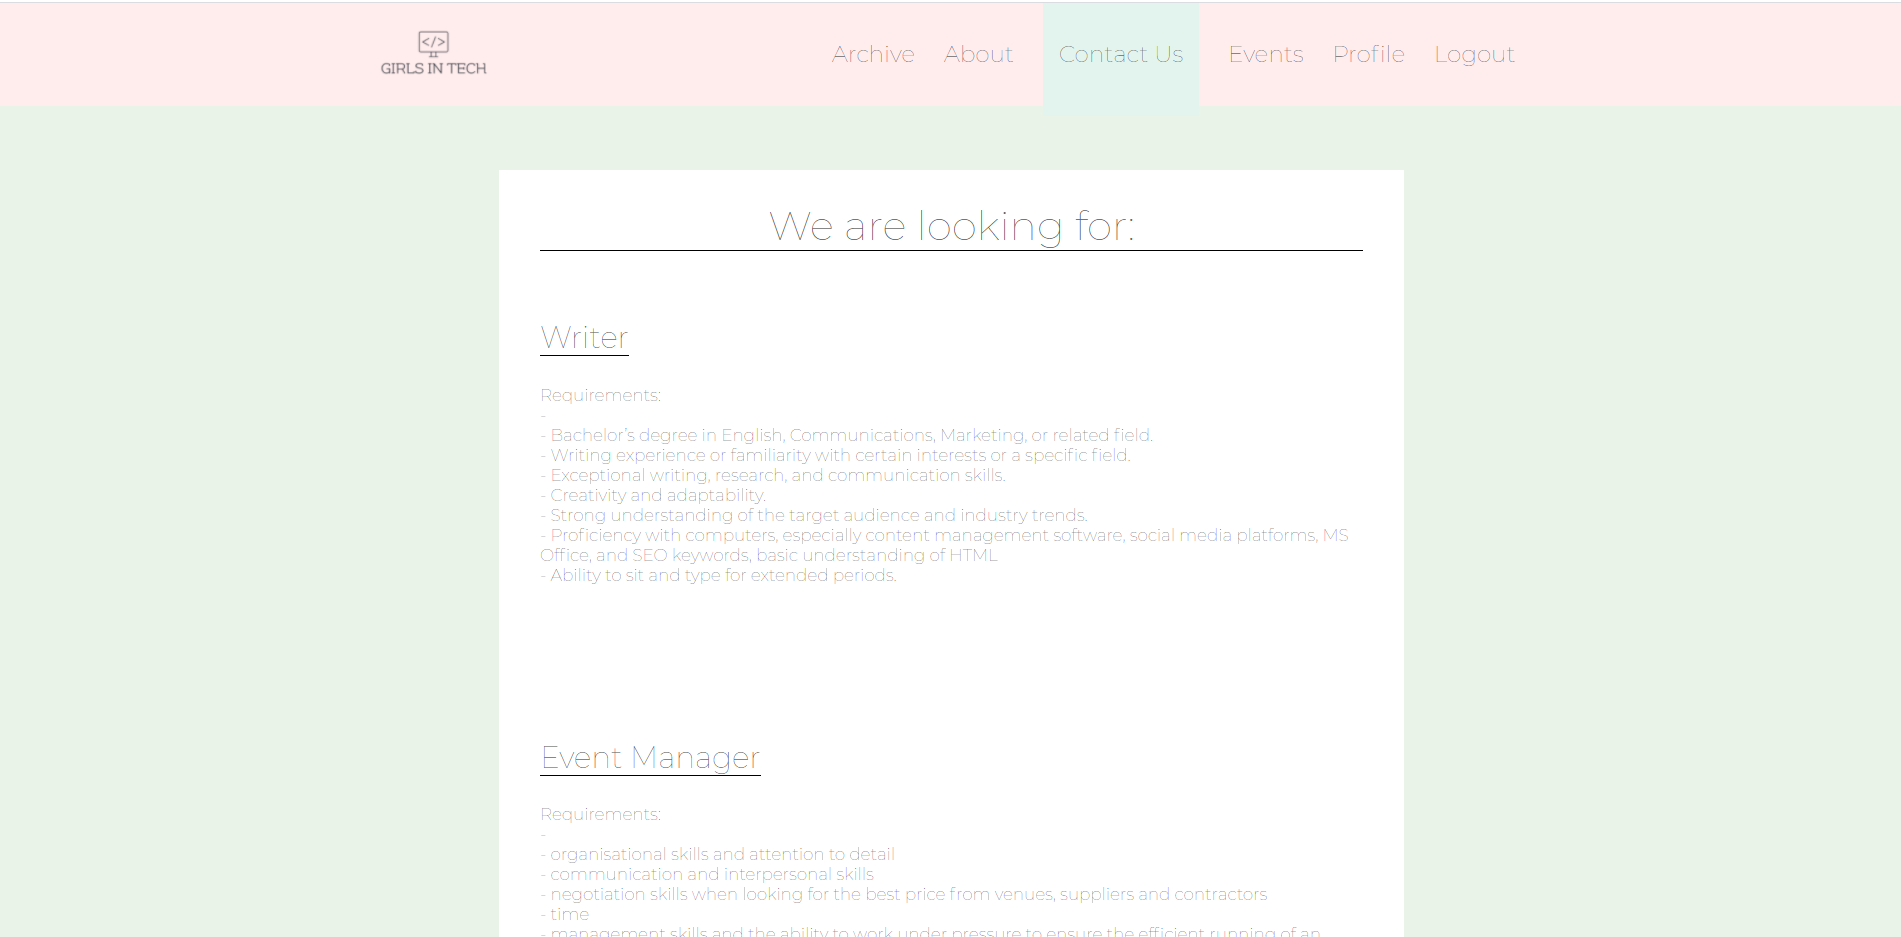 </>
GIRLS IN TECH
Archive About Contact Us Events Profile Logout
We are looking for:
Writer
Requirements:
-
- Bachelor's degree in English, Communications, Marketing, or related field.
- Writing experience or familiarity with certain interests or a specific field.
- Exceptional writing, research, and communication skills.
- Creativity and adaptability.
- Strong understanding of the target audience and industry trends.
- Proficiency with computers, especially content management software, social media platforms, MS
Office, and SEO keywords, basic understanding of HTML
- Ability to sit and type for extended periods.
Event Manager
Requirements:
-
- organisational skills and attention to detail
- communication and interpersonal skills
- negotiation skills when looking for the best price from venues, suppliers and contractors
- time
- management skills and the ability to work under pressure to ensure the efficient running of an